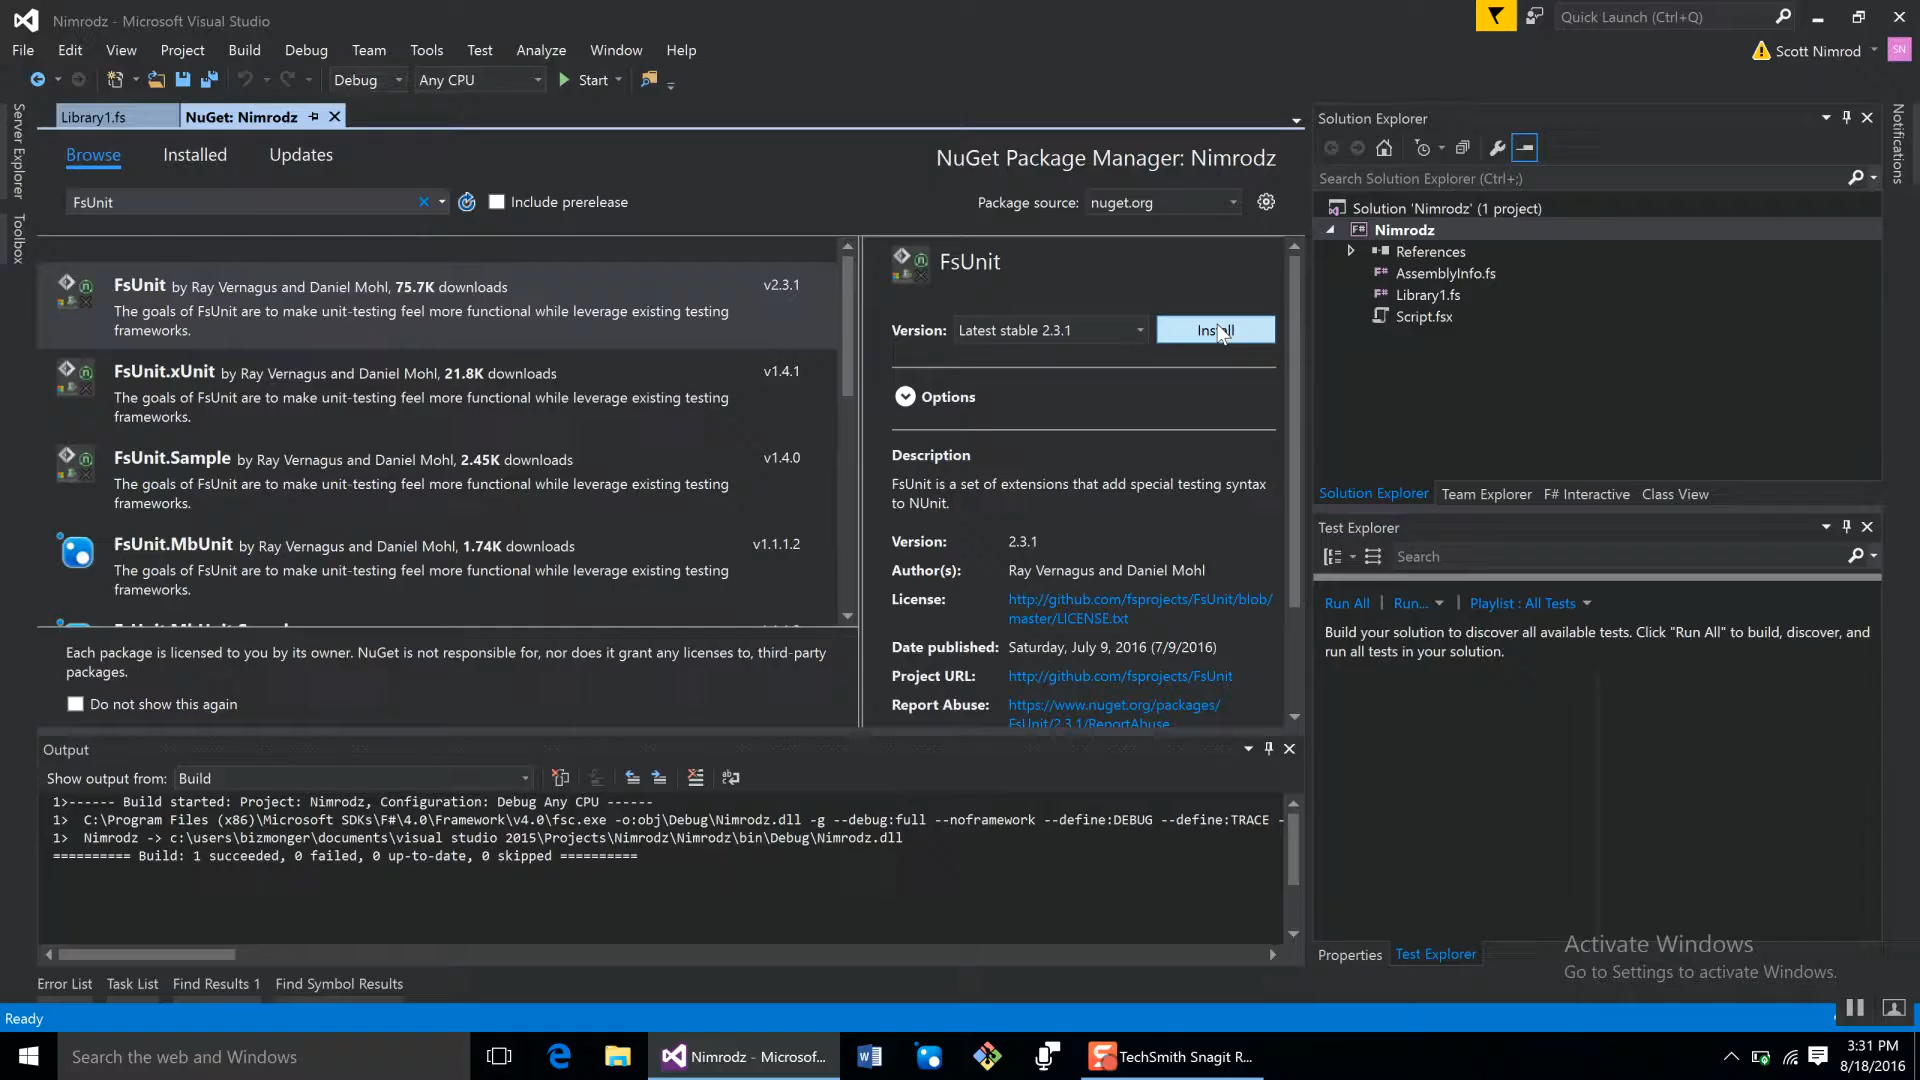 Nimrodz - Microsoft Visual Studio
Quick Launch (Ctrl+Q)
File Edit View Project Build Debug Team Tools Test Analyze Window Help
Scott Nimrod
SN
Debug
Any CPU
Start
Server Explorer
Toolbox
Library1.fs
NuGet: Nimrodz
Browse
Installed
Updates
NuGet Package Manager: Nimrodz
FsUnit
Include prerelease
Package source: nuget.org
FsUnit by Ray Vernagus and Daniel Mohl, 75.7K downloads
v2.3.1
The goals of FsUnit are to make unit-testing feel more functional while leverage existing testing
frameworks.
FsUnit.xUnit by Ray Vernagus and Daniel Mohl, 21.8K downloads
v1.4.1
The goals of FsUnit are to make unit-testing feel more functional while leverage existing testing
frameworks.
FsUnit.Sample by Ray Vernagus and Daniel Mohl, 2.45K downloads
v1.4.0
The goals of FsUnit are to make unit-testing feel more functional while leverage existing testing
frameworks.
FsUnit.MbUnit by Ray Vernagus and Daniel Mohl, 1.74K downloads
v1.1.1.2
The goals of FsUnit are to make unit-testing feel more functional while leverage existing testing
frameworks.
Each package is licensed to you by its owner. NuGet is not responsible for, nor does it grant any licenses to, third-party
packages.
Do not show this again
FsUnit
Version: Latest stable 2.3.1
Install
Options
Description
FsUnit is a set of extensions that add special testing syntax
to NUnit.
Version: 2.3.1
Author(s): Ray Vernagus and Daniel Mohl
License: http://github.com/fsprojects/FsUnit/blob/
master/LICENSE.txt
Date published: Saturday, July 9, 2016 (7/9/2016)
Project URL: http://github.com/fsprojects/FsUnit
Report Abuse: https://www.nuget.org/packages/
FsUnit/2.3.1/ReportAbuse
Output
Show output from: Build
1>------ Build started: Project: Nimrodz, Configuration: Debug Any CPU ------
1>  C:\Program Files (x86)\Microsoft SDKs\F#\4.0\Framework\v4.0\fsc.exe -o:obj\Debug\Nimrodz.dll -g --debug:full --noframework --define:DEBUG --define:TRACE -
1>  Nimrodz -> c:\users\bizmonger\documents\visual studio 2015\Projects\Nimrodz\Nimrodz\bin\Debug\Nimrodz.dll
========== Build: 1 succeeded, 0 failed, 0 up-to-date, 0 skipped ==========
Error List Task List Find Results 1 Find Symbol Results
Solution Explorer
Search Solution Explorer (Ctrl+;)
Solution 'Nimrodz' (1 project)
F# Nimrodz
References
F# AssemblyInfo.fs
F# Library1.fs
Script.fsx
Solution Explorer Team Explorer F# Interactive Class View
Notifications
Test Explorer
Search
Run All | Run... | Playlist : All Tests
Build your solution to discover all available tests. Click "Run All" to build, discover, and
run all tests in your solution.
Properties Test Explorer
Activate Windows
Go to Settings to activate Windows.
Ready
Search the web and Windows
Nimrodz - Microsof...
TechSmith Snagit R...
3:31 PM
8/18/2016